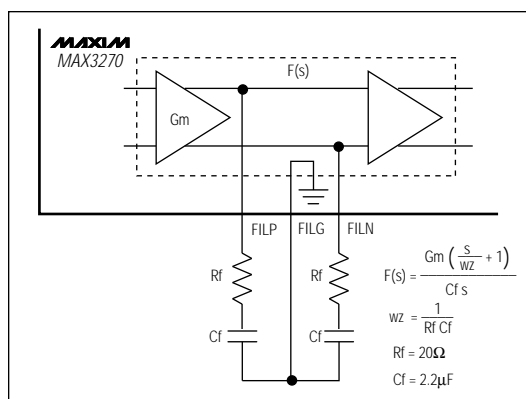 MAXIM
MAX3270
F(s)
Gm
FILP FILG FILN
Rf Rf
Cf Cf
F(s) = Gm ( s / wz + 1 ) / Cf s
wz = 1 / Rf Cf
Rf = 20Ω
Cf = 2.2µF